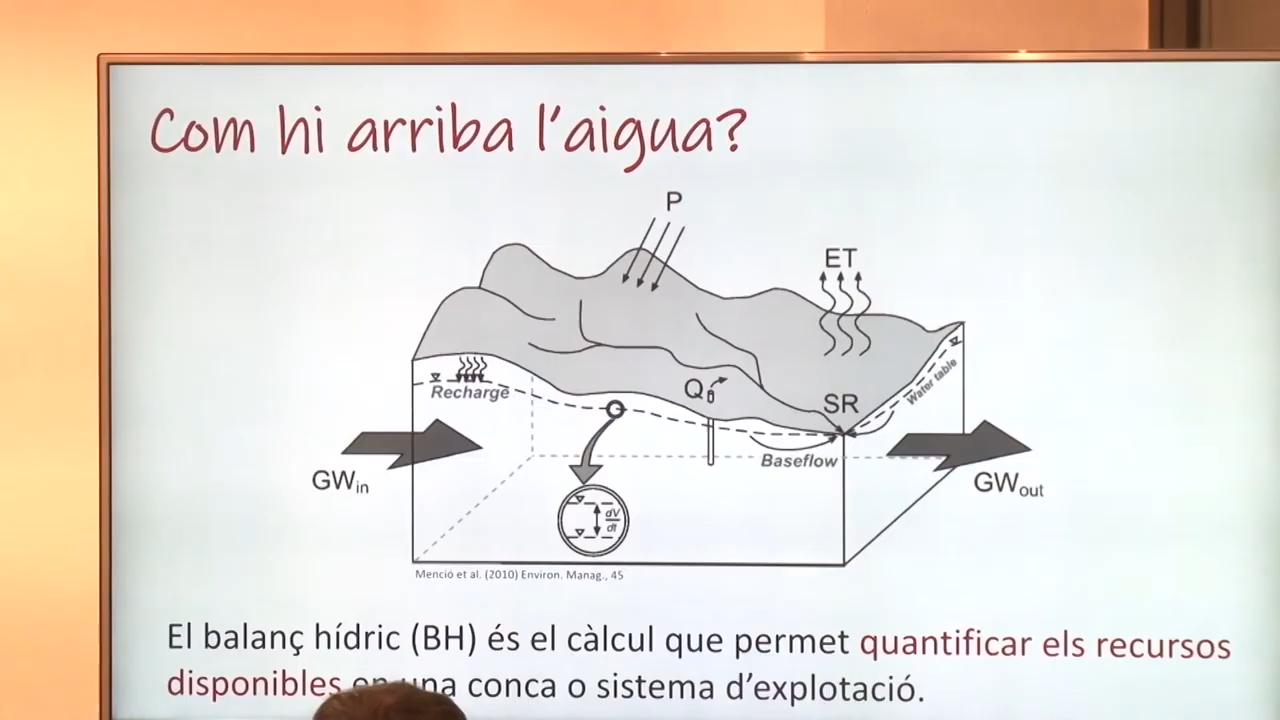 Com hi arriba l'aigua?
P
ET
Recharge
Water table
Q
SR
Baseflow
GWin
GWout
dV
dt
Menció et al. (2010) Environ. Manag., 45
El balanç hídric (BH) és el càlcul que permet quantificar els recursos
disponibles en una conca o sistema d'explotació.